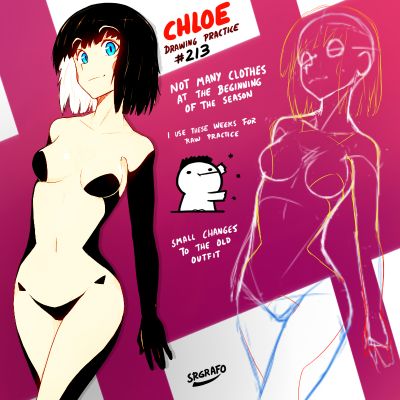 CHLOE
DRAWING PRACTICE
#213
NOT MANY CLOTHES
AT THE BEGINNING
OF THE SEASON
I USE THESE WEEKS FOR
RAW PRACTICE
SMALL CHANGES
TO THE OLD
OUTFIT
SRGRAFO